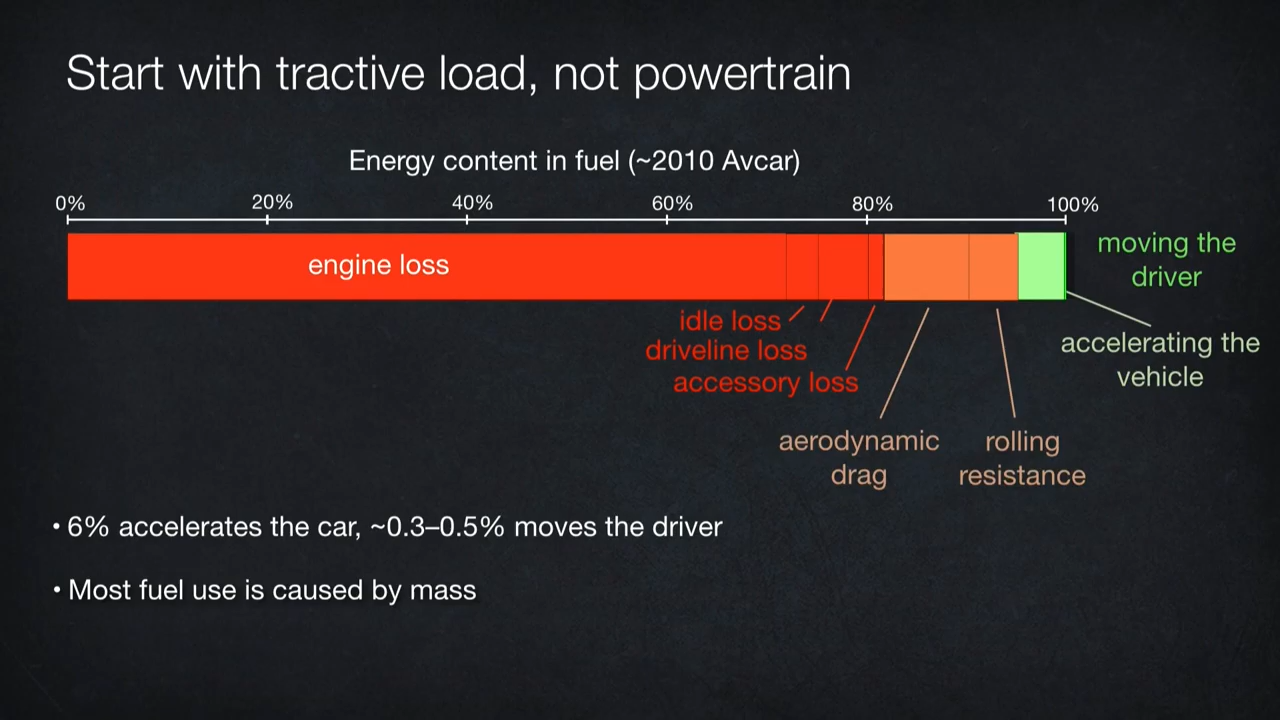 Start with tractive load, not powertrain
Energy content in fuel (~2010 Avcar)
0% 20% 40% 60% 80% 100%
engine loss
moving the
driver
idle loss
driveline loss
accessory loss
accelerating the
vehicle
aerodynamic
drag
rolling
resistance
• 6% accelerates the car, ~0.3–0.5% moves the driver
• Most fuel use is caused by mass